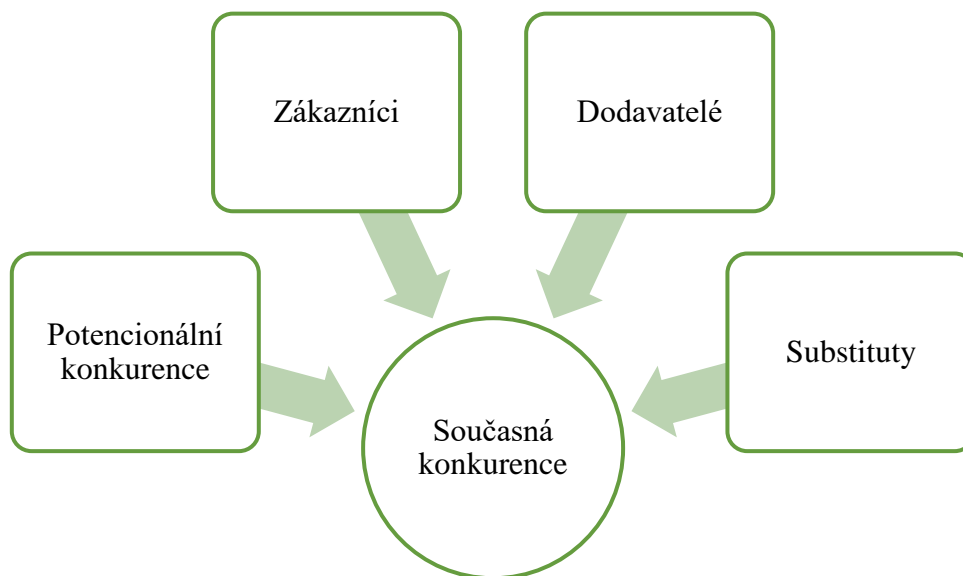 Zákazníci
Dodavatelé
Potencionální
konkurence
Substituty
Současná
konkurence